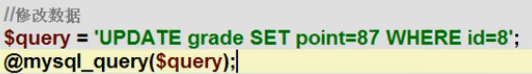 //修改数据
$query = 'UPDATE grade SET point=87 WHERE id=8';
@mysql_query($query);